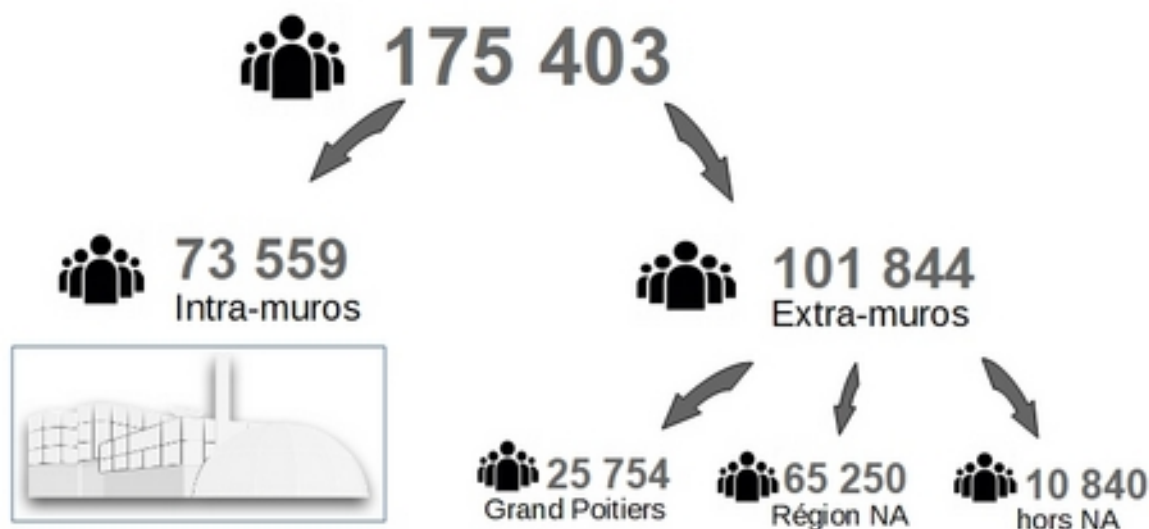 175 403
73 559
Intra-muros
101 844
Extra-muros
25 754
Grand Poitiers
65 250
Région NA
10 840
hors NA